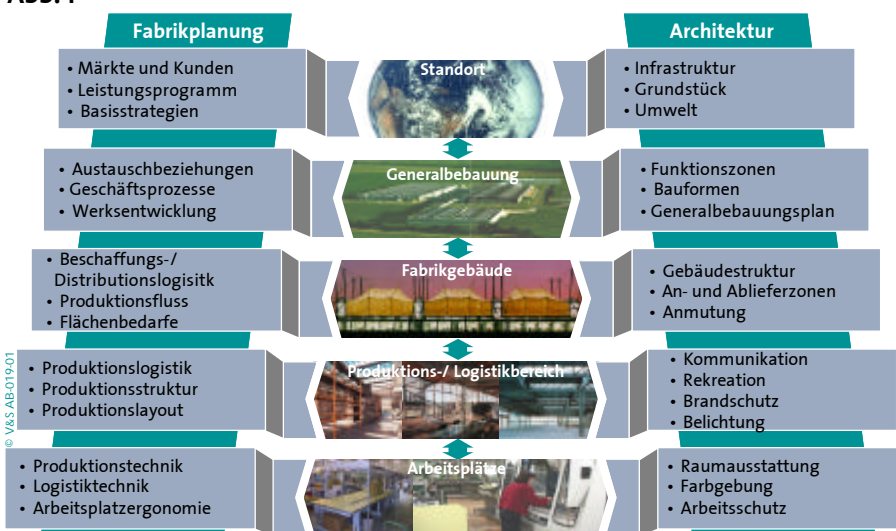 Fabrikplanung
Architektur
• Märkte und Kunden
• Leistungsprogramm
• Basisstrategien
Standort
• Infrastruktur
• Grundstück
• Umwelt
• Austauschbeziehungen
• Geschäftsprozesse
• Werksentwicklung
Generalbebauung
• Funktionszonen
• Bauformen
• Generalbebauungsplan
• Beschaffungs-/
Distributionslogisitk
• Produktionsfluss
• Flächenbedarfe
Fabrikgebäude
• Gebäudestruktur
• An- und Ablieferzonen
• Anmutung
• Produktionslogistik
• Produktionsstruktur
• Produktionslayout
Produktions-/ Logistikbereich
• Kommunikation
• Rekreation
• Brandschutz
• Belichtung
• Produktionstechnik
• Logistiktechnik
• Arbeitsplatzergonomie
Arbeitsplätze
• Raumausstattung
• Farbgebung
• Arbeitsschutz
© V&S AB-019-01